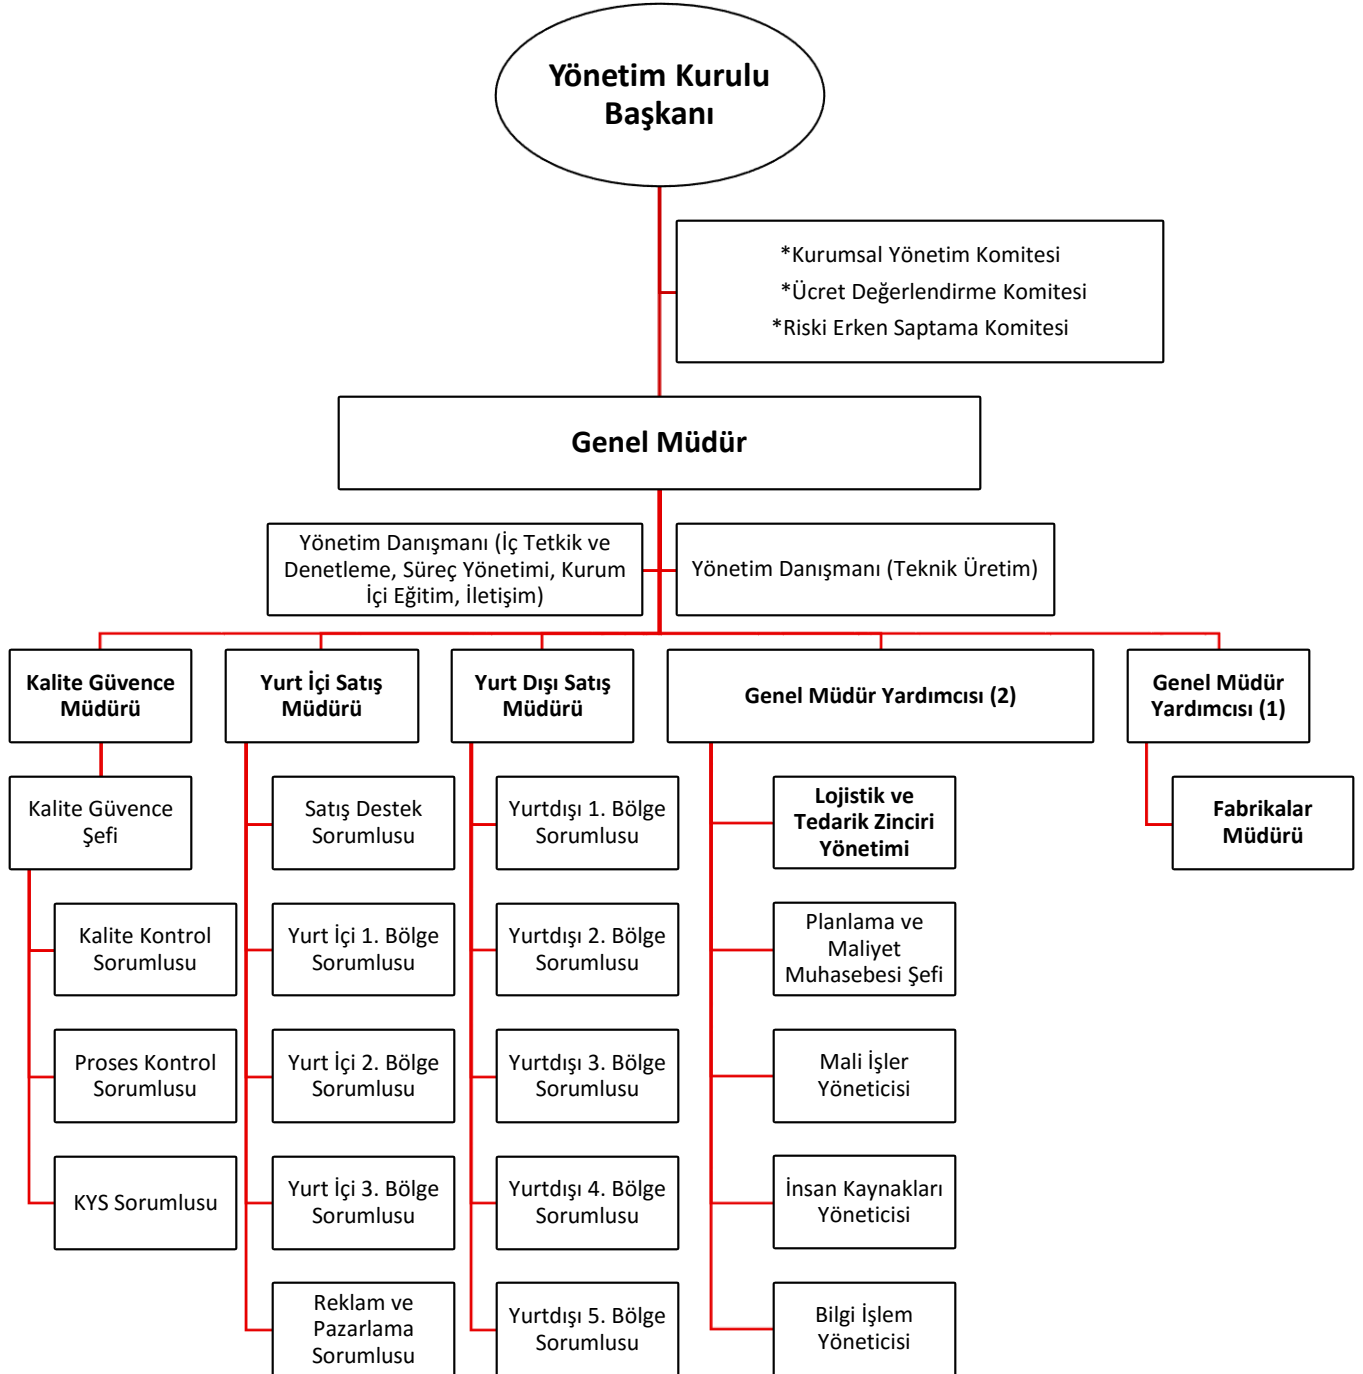 Yönetim Kurulu
Başkanı
*Kurumsal Yönetim Komitesi
*Ücret Değerlendirme Komitesi
*Riski Erken Saptama Komitesi
Genel Müdür
Yönetim Danışmanı (İç Tetkik ve
Denetleme, Süreç Yönetimi, Kurum
İçi Eğitim, İletişim)
Yönetim Danışmanı (Teknik Üretim)
Kalite Güvence
Müdürü
Yurt İçi Satış
Müdürü
Yurt Dışı Satış
Müdürü
Genel Müdür Yardımcısı (2)
Genel Müdür
Yardımcısı (1)
Kalite Güvence
Şefi
Kalite Kontrol
Sorumlusu
Proses Kontrol
Sorumlusu
KYS Sorumlusu
Satış Destek
Sorumlusu
Yurt İçi 1. Bölge
Sorumlusu
Yurt İçi 2. Bölge
Sorumlusu
Yurt İçi 3. Bölge
Sorumlusu
Reklam ve
Pazarlama
Sorumlusu
Yurtdışı 1. Bölge
Sorumlusu
Yurtdışı 2. Bölge
Sorumlusu
Yurtdışı 3. Bölge
Sorumlusu
Yurtdışı 4. Bölge
Sorumlusu
Yurtdışı 5. Bölge
Sorumlusu
Lojistik ve
Tedarik Zinciri
Yönetimi
Planlama ve
Maliyet
Muhasebesi Şefi
Mali İşler
Yöneticisi
İnsan Kaynakları
Yöneticisi
Bilgi İşlem
Yöneticisi
Fabrikalar
Müdürü